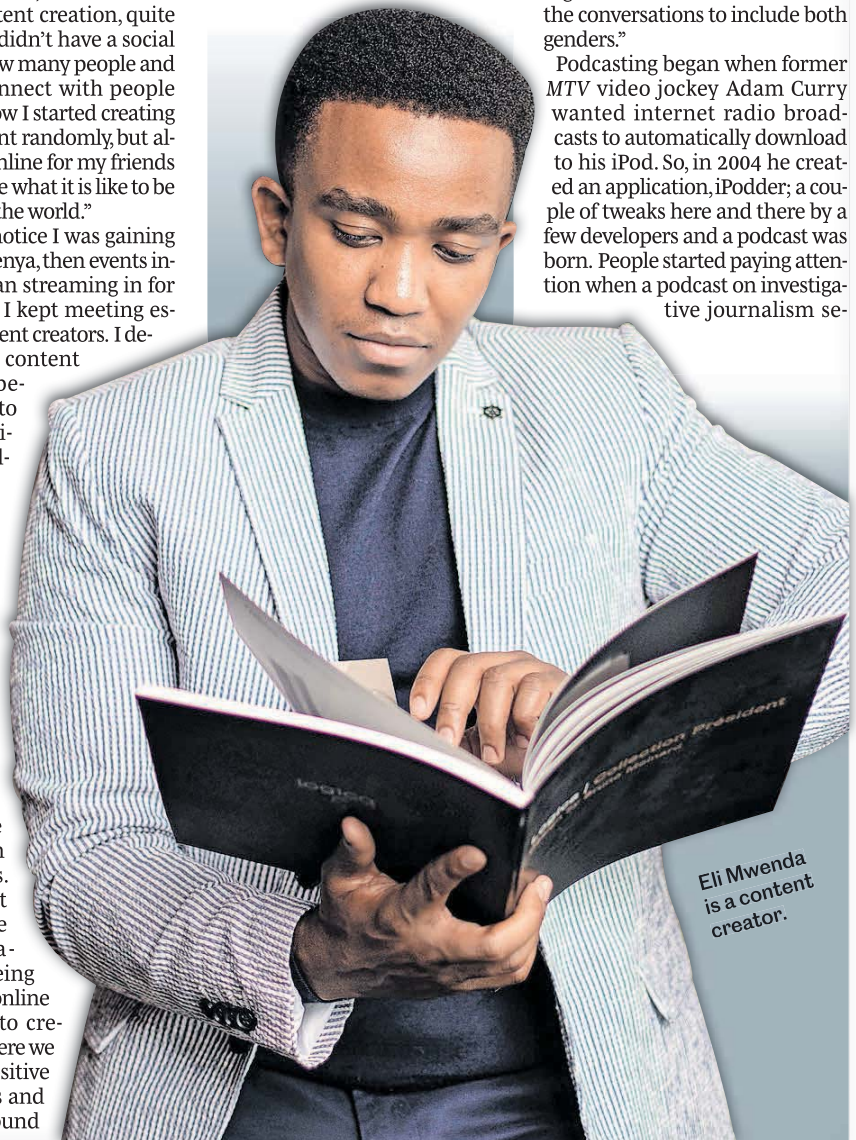 tent creation, quite
didn't have a social
w many people and
nnect with people
ow I started creating
nt randomly, but al-
nline for my friends
e what it is like to be
the world."
notice I was gaining
enya, then events in-
an streaming in for
I kept meeting es-
ent creators. I de-
content
be-
to
i-
l-
e
n
s.
t
e
a-
eing
online
to cre-
ere we
sitive
s and
ound
the conversations to include both
genders."
Podcasting began when former
MTV video jockey Adam Curry
wanted internet radio broad-
casts to automatically download
to his iPod. So, in 2004 he creat-
ed an application, iPodder; a cou-
ple of tweaks here and there by a
few developers and a podcast was
born. People started paying atten-
tion when a podcast on investiga-
tive journalism se-
Collection Président
Eli Mwenda
is a content
creator.